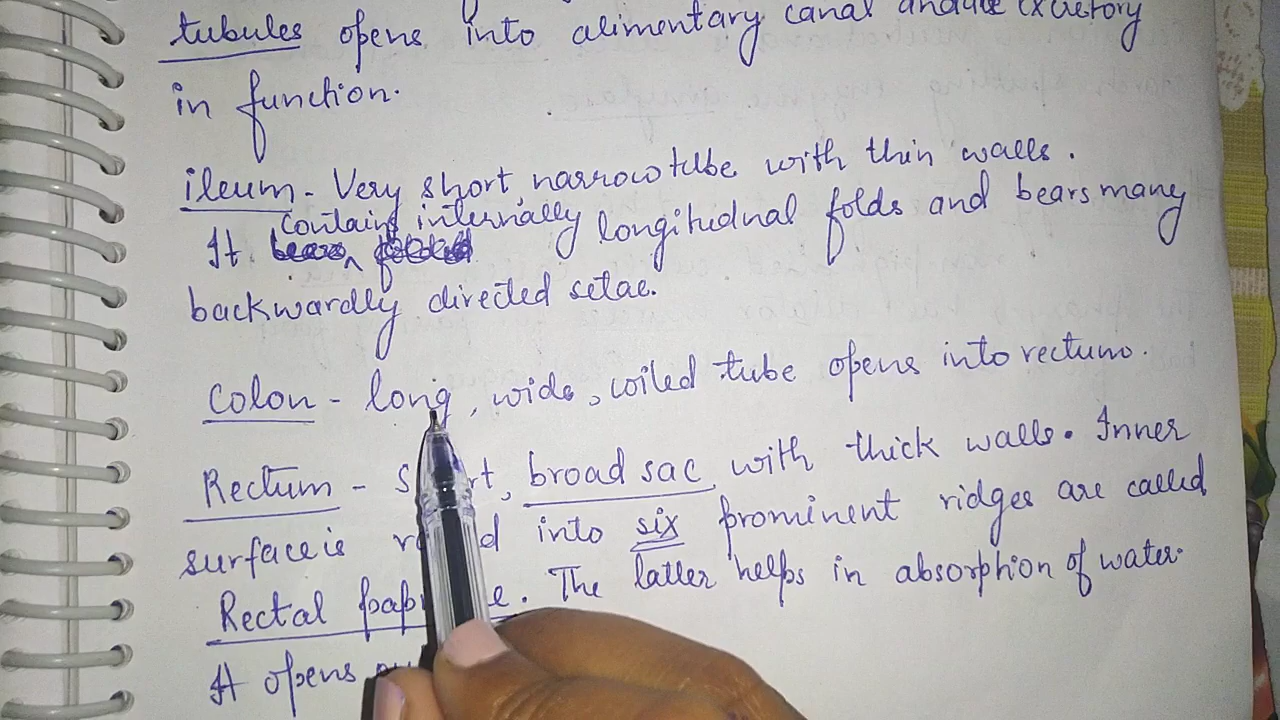 tubules opens into alimentary canal and are excretory
in function.
ileum - Very short narrow tube with thin walls.
It contains internally longitidnal folds and bears many
backwardly directed setae.
Colon - long, wide, coiled tube opens into rectum.
Rectum - , broad sac, with thick walls. Inner
surface is into six prominent ridges are called
Rectal . The latter helps in absorption of water.
It opens